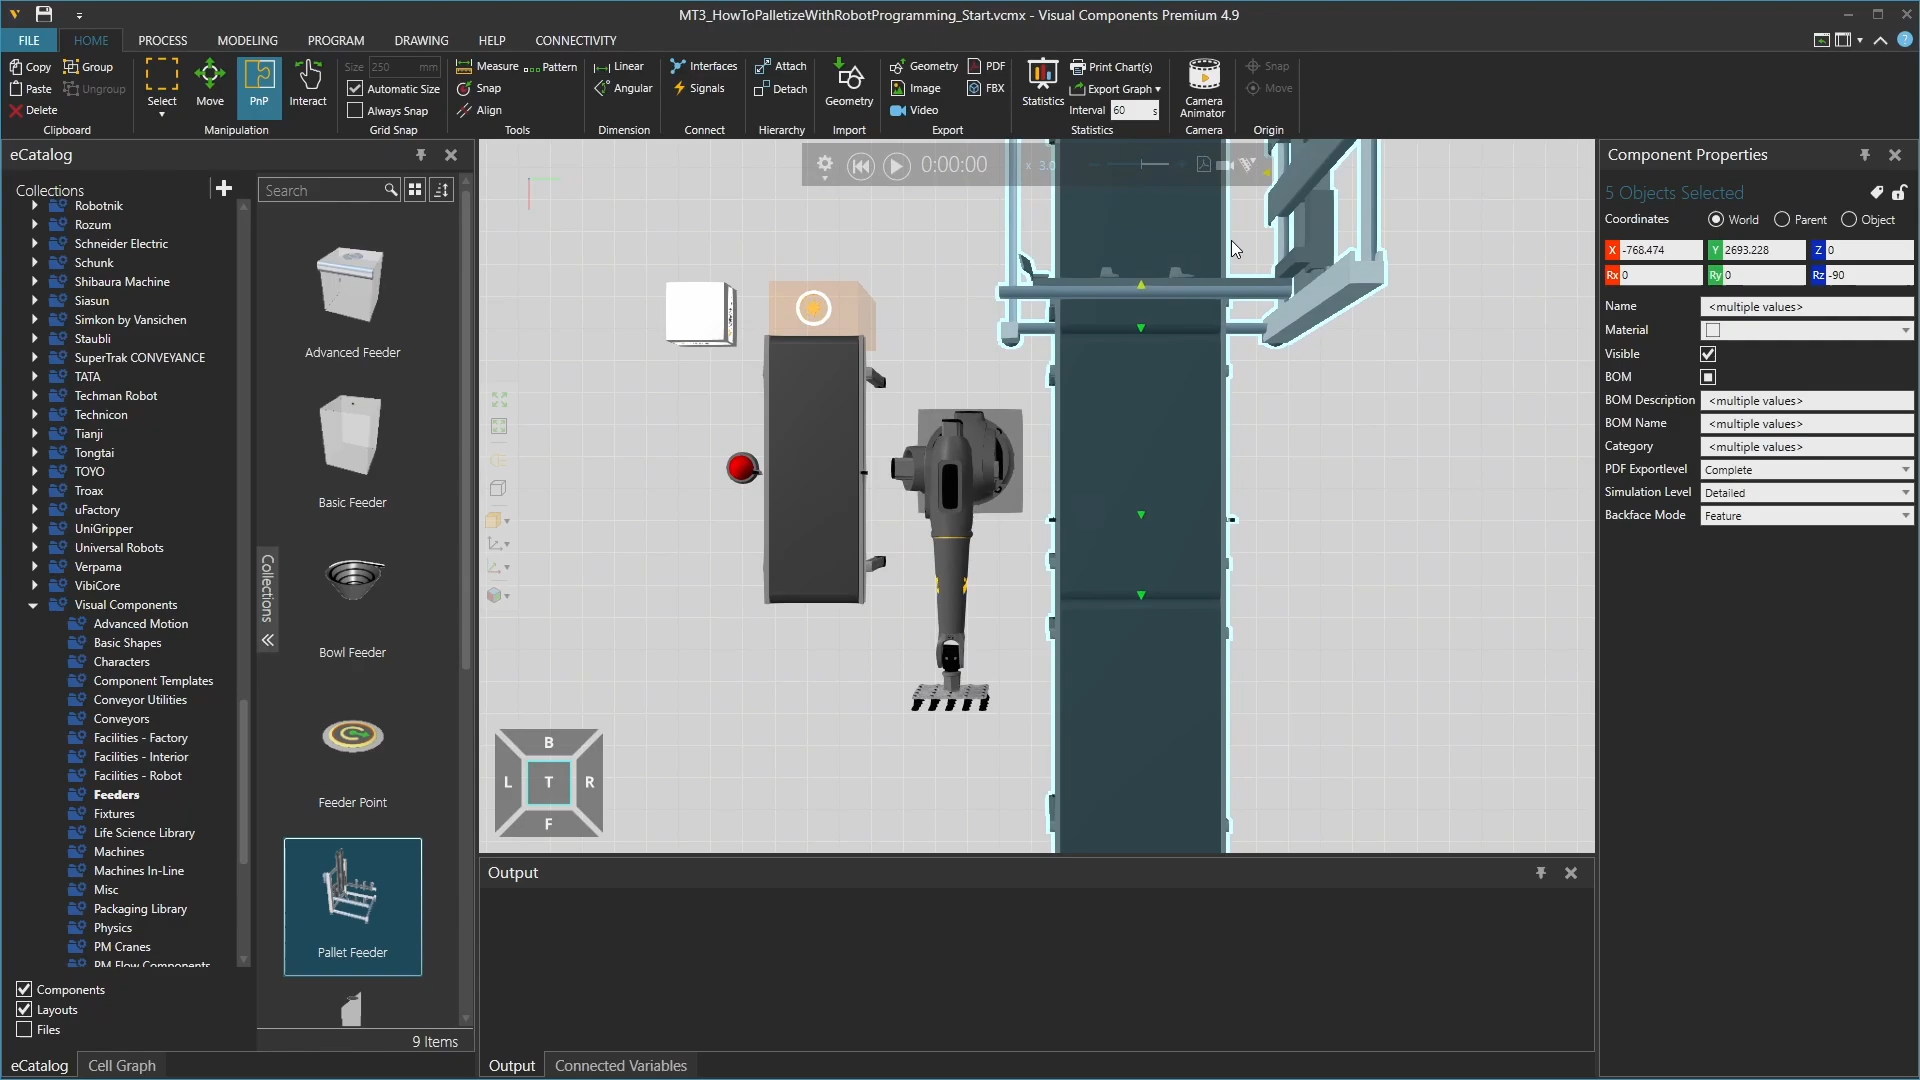 MT3_HowToPalletizeWithRobotProgramming_Start.vcmx - Visual Components Premium 4.9
FILE HOME PROCESS MODELING PROGRAM DRAWING HELP CONNECTIVITY
Copy Group Select Move PnP Interact Size 250 mm Measure Pattern Linear Interfaces Attach Geometry Geometry PDF Statistics Print Chart(s) Camera Animator Snap
Paste Ungroup Automatic Size Snap Angular Signals Detach Image FBX Export Graph Move
Delete Always Snap Align Video Interval 60 s
Clipboard Manipulation Grid Snap Tools Dimension Connect Hierarchy Import Export Statistics Camera Origin
eCatalog
Collections
Search
Robotnik
Rozum
Schneider Electric
Schunk
Shibaura Machine
Siasun
Simkon by Vansichen
Staubli
SuperTrak CONVEYANCE
TATA
Techman Robot
Technicon
Tianji
Tongtai
TOYO
Troax
uFactory
UniGripper
Universal Robots
Verpama
VibiCore
Visual Components
Advanced Motion
Basic Shapes
Characters
Component Templates
Conveyor Utilities
Conveyors
Facilities - Factory
Facilities - Interior
Facilities - Robot
Feeders
Fixtures
Life Science Library
Machines
Machines In-Line
Misc
Packaging Library
Physics
PM Cranes
PM Flow Components
Components
Layouts
Files
Collections
Advanced Feeder
Basic Feeder
Bowl Feeder
Feeder Point
Pallet Feeder
9 Items
eCatalog Cell Graph
0:00:00 x 3.0
B
L T R
F
Output
Output Connected Variables
Component Properties
5 Objects Selected
Coordinates World Parent Object
X -768.474 Y 2693.228 Z 0
Rx 0 Ry 0 Rz -90
Name <multiple values>
Material
Visible
BOM
BOM Description <multiple values>
BOM Name <multiple values>
Category <multiple values>
PDF Exportlevel Complete
Simulation Level Detailed
Backface Mode Feature